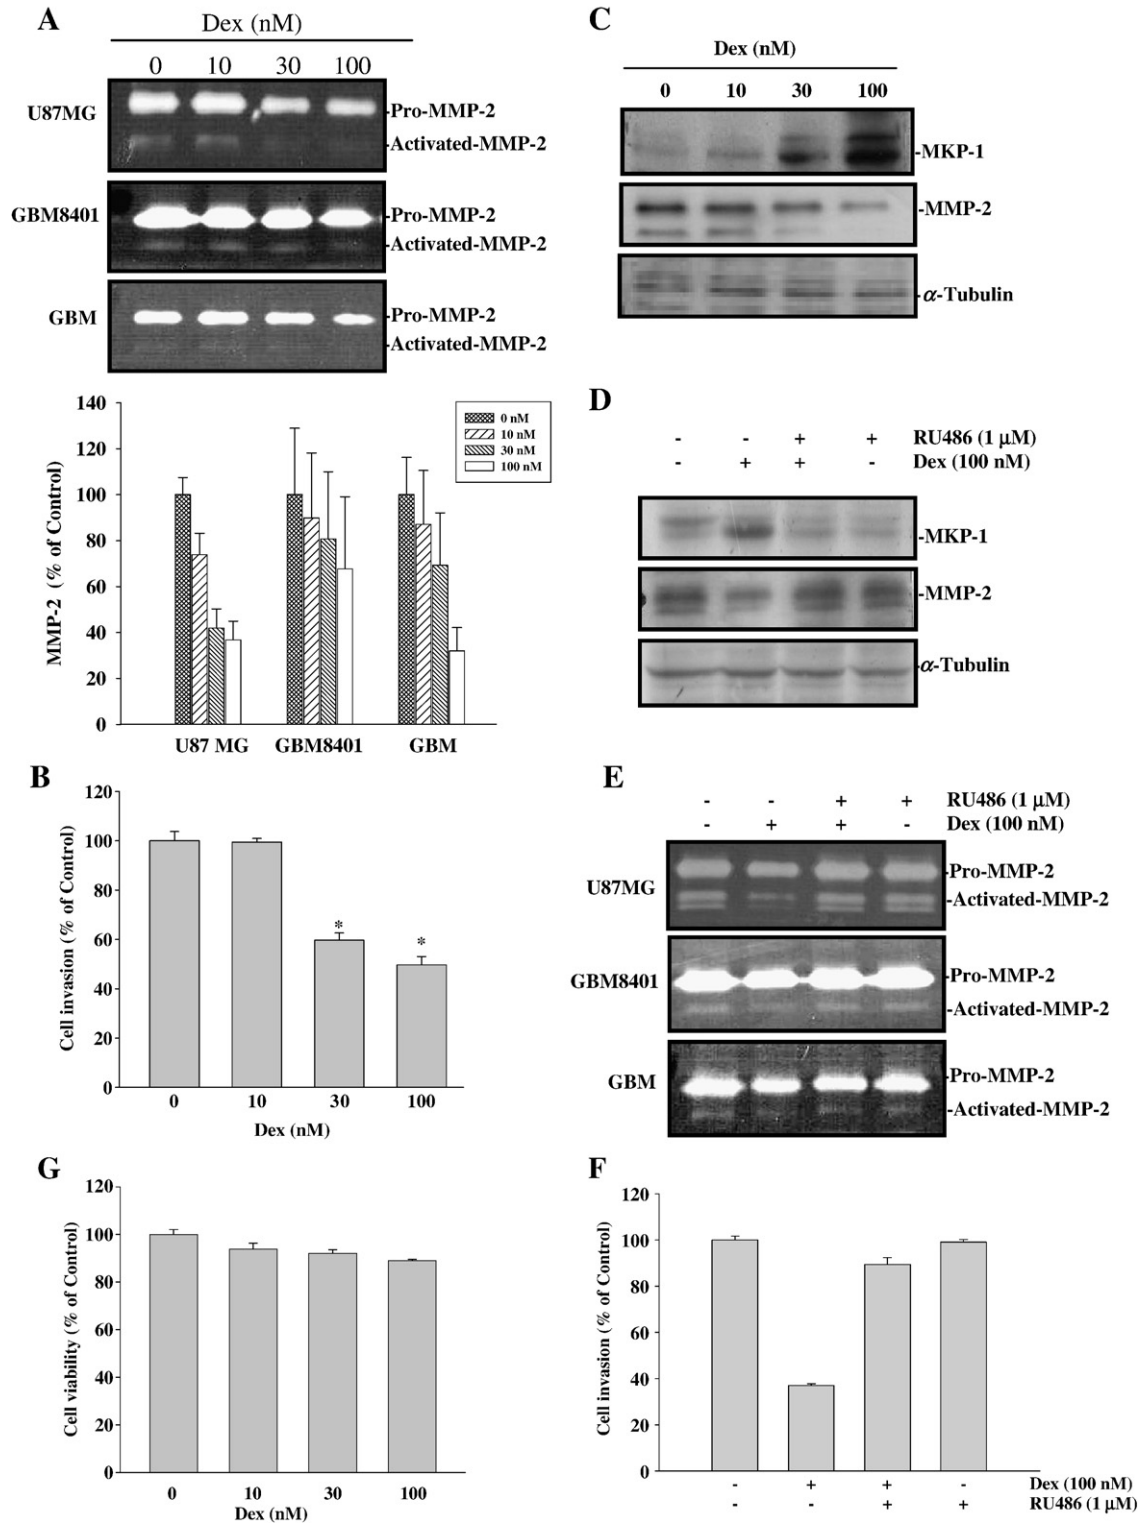 A
Dex (nM)
0 10 30 100
U87MG
-Pro-MMP-2
-Activated-MMP-2
GBM8401
-Pro-MMP-2
-Activated-MMP-2
GBM
-Pro-MMP-2
-Activated-MMP-2
140
120
100
80
60
40
20
0
MMP-2 (% of Control)
0 nM
10 nM
30 nM
100 nM
U87 MG GBM8401 GBM
B
120
100
80
60
40
20
0
Cell invasion (% of Control)
* *
0 10 30 100
Dex (nM)
G
120
100
80
60
40
20
0
Cell viability (% of Control)
0 10 30 100
Dex (nM)
C
Dex (nM)
0 10 30 100
-MKP-1
-MMP-2
-α-Tubulin
D
- - + + RU486 (1 µM)
- + + - Dex (100 nM)
-MKP-1
-MMP-2
-α-Tubulin
E
- - + + RU486 (1 µM)
- + + - Dex (100 nM)
U87MG
-Pro-MMP-2
-Activated-MMP-2
GBM8401
-Pro-MMP-2
-Activated-MMP-2
GBM
-Pro-MMP-2
-Activated-MMP-2
F
120
100
80
60
40
20
0
Cell invasion (% of Control)
- + + - Dex (100 nM)
- - + + RU486 (1 µM)